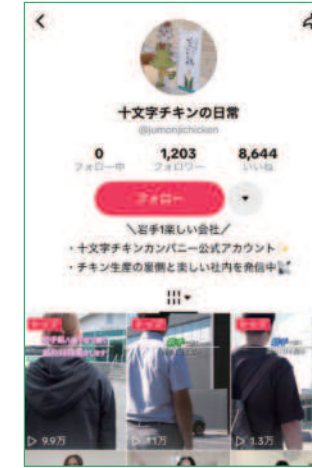 十文字チキンの日常
@jumonjichicken
0 1,203 8,644
フォロー中 フォロワー いいね
フォロー
＼岩手1楽しい会社／
・十文字チキンカンパニー公式アカウント✨
・チキン生産の裏側と楽しい社内を発信中
9.9万 11万 1.3万